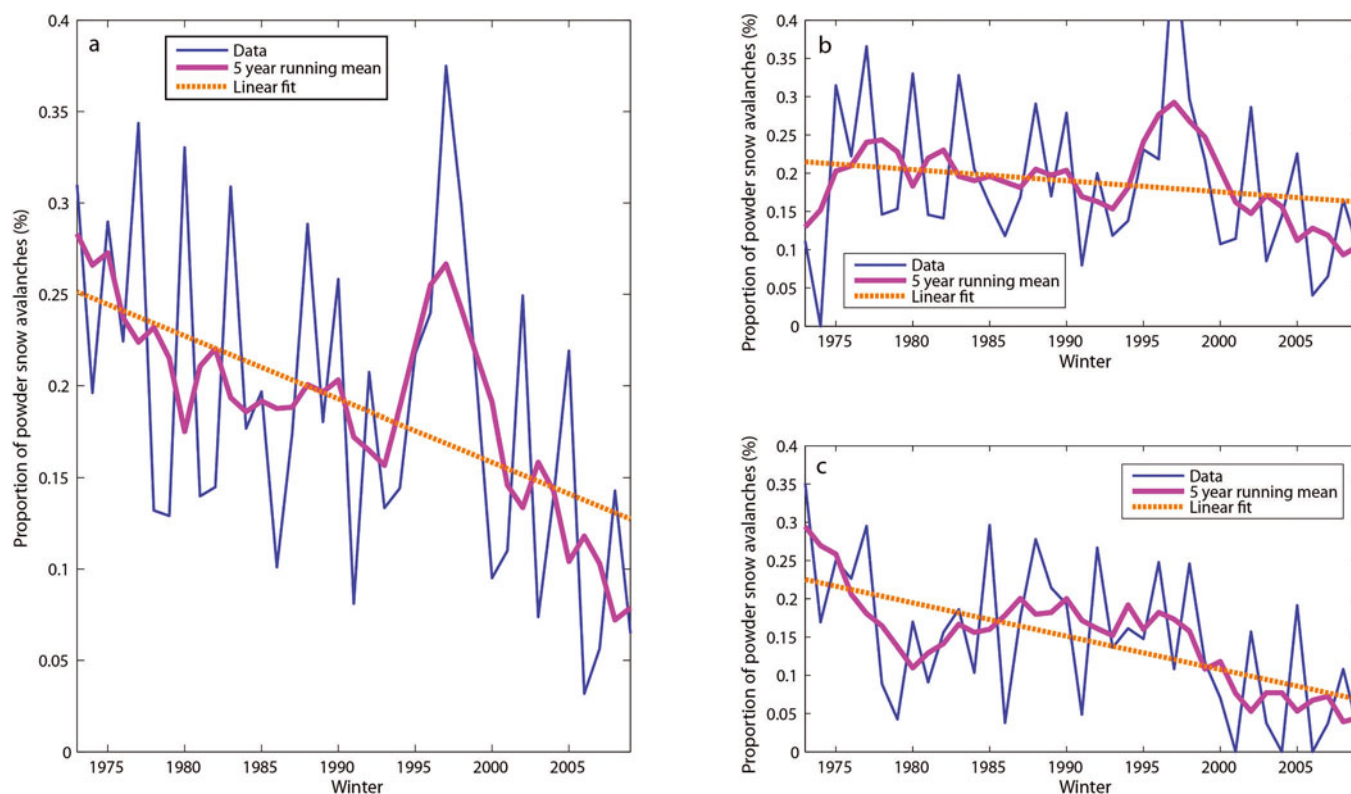 a
Data
5 year running mean
Linear fit
Proportion of powder snow avalanches (%)
0.4
0.35
0.3
0.25
0.2
0.15
0.1
0.05
0
1975 1980 1985 1990 1995 2000 2005
Winter
b
Data
5 year running mean
Linear fit
Proportion of powder snow avalanches (%)
0.4
0.35
0.3
0.25
0.2
0.15
0.1
0.05
0
1975 1980 1985 1990 1995 2000 2005
Winter
c
Data
5 year running mean
Linear fit
Proportion of powder snow avalanches (%)
0.4
0.35
0.3
0.25
0.2
0.15
0.1
0.05
0
1975 1980 1985 1990 1995 2000 2005
Winter